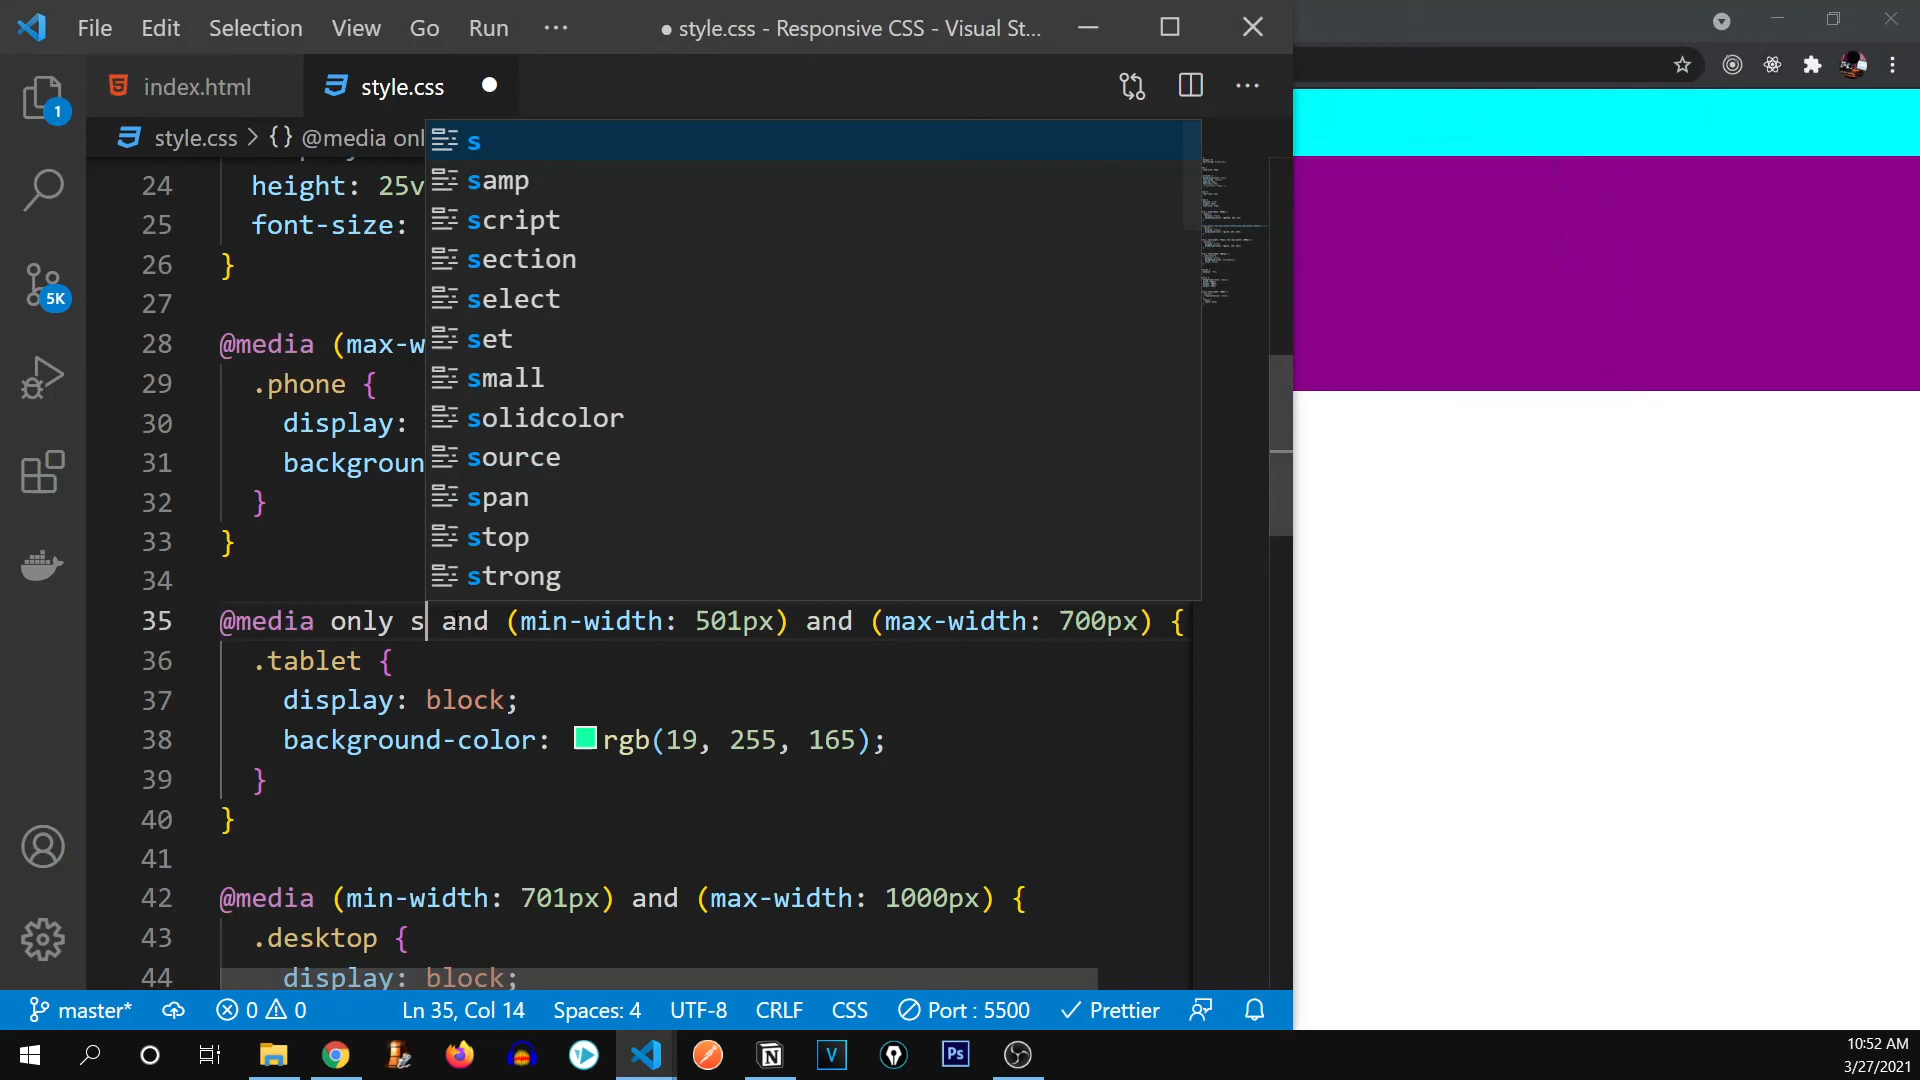 File Edit Selection View Go Run ··· ● style.css - Responsive CSS - Visual St...
index.html style.css
1
style.css > {} @media onl
s
samp
script
section
select
set
small
solidcolor
source
span
stop
strong
24 height: 25v
25 font-size:
26 }
27
28 @media (max-w
29 .phone {
30 display:
31 backgroun
32 }
33 }
34
35 @media only s and (min-width: 501px) and (max-width: 700px) {
36 .tablet {
37 display: block;
38 background-color: rgb(19, 255, 165);
39 }
40 }
41
42 @media (min-width: 701px) and (max-width: 1000px) {
43 .desktop {
44 display: block;
5K
master* 0 0 Ln 35, Col 14 Spaces: 4 UTF-8 CRLF CSS Port : 5500 Prettier
N V Ps
10:52 AM
3/27/2021